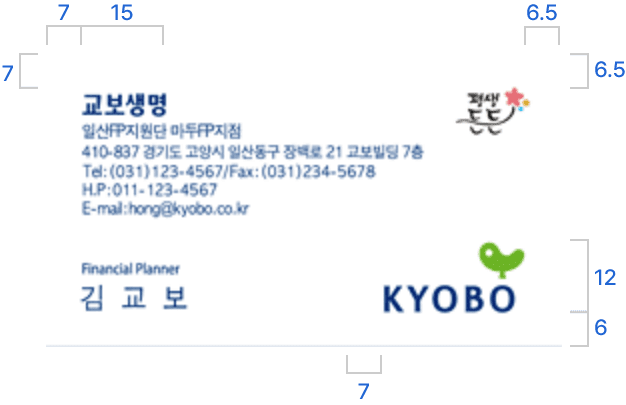 7 15 6.5
7 6.5
교보생명
평생
든든
일산FP지원단 마두FP지점
410-837 경기도 고양시 일산동구 장백로 21 교보빌딩 7층
Tel:(031)123-4567/Fax:(031)234-5678
H.P:011-123-4567
E-mail:hong@kyobo.co.kr
Financial Planner
김 교 보
KYOBO
12
6
7